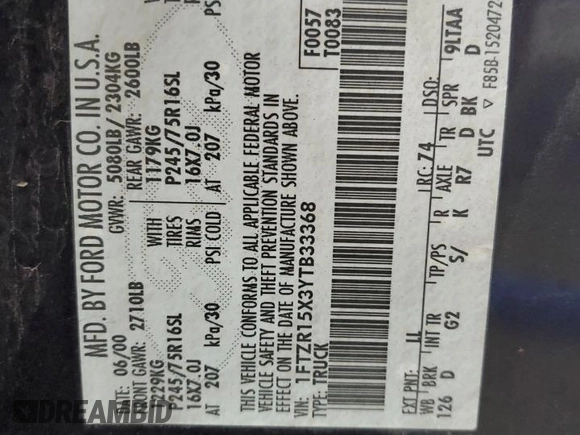 MFD. BY FORD MOTOR CO. IN U.S.A.
DATE: 06/00 GVWR: 5080LB/ 2304KG
FRONT GAWR: 2710LB REAR GAWR: 2600LB
1229KG WITH 1179KG
P245/75R16SL TIRES P245/75R16SL
16X7.0J RIMS 16X7.0J
AT 207 kPa/30 PSI COLD AT 207 kPa/30
THIS VEHICLE CONFORMS TO ALL APPLICABLE FEDERAL MOTOR
VEHICLE SAFETY AND THEFT PREVENTION STANDARDS IN
EFFECT ON THE DATE OF MANUFACTURE SHOWN ABOVE.
VIN: 1FTZR15X3YTB33368 F0057
TYPE: TRUCK T0083
EXT PNT: RC: 74 DSO:
WB BRK INT TR TP/PS R AXLE TR SPR 9LTAA
126 D G2 S/ K R7 D BK D
UTC ▽ F85B-1520472
DREAMBID